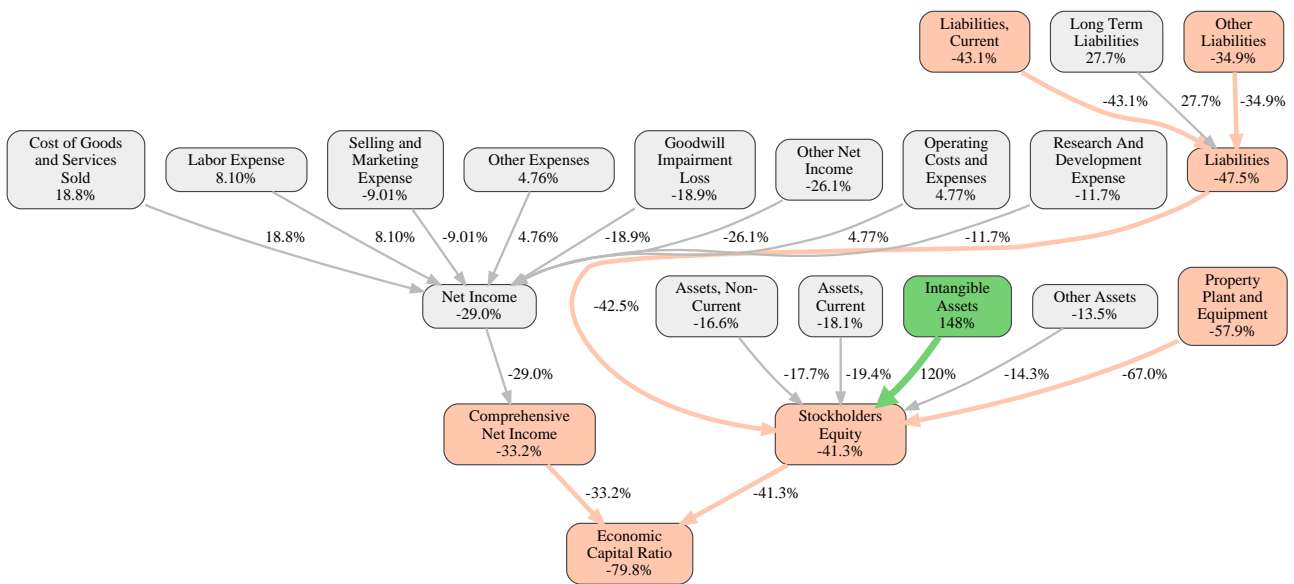 Liabilities,
Current
-43.1%
Long Term
Liabilities
27.7%
Other
Liabilities
-34.9%
-43.1%
27.7%
-34.9%
Cost of Goods
and Services
Sold
18.8%
Labor Expense
8.10%
Selling and
Marketing
Expense
-9.01%
Other Expenses
4.76%
Goodwill
Impairment
Loss
-18.9%
Other Net
Income
-26.1%
Operating
Costs and
Expenses
4.77%
Research And
Development
Expense
-11.7%
Liabilities
-47.5%
18.8%
8.10%
-9.01%
4.76%
-18.9%
-26.1%
4.77%
-11.7%
Net Income
-29.0%
-42.5%
Assets, Non-
Current
-16.6%
Assets,
Current
-18.1%
Intangible
Assets
148%
Other Assets
-13.5%
Property
Plant and
Equipment
-57.9%
-29.0%
-17.7%
-19.4%
120%
-14.3%
-67.0%
Comprehensive
Net Income
-33.2%
Stockholders
Equity
-41.3%
-33.2%
-41.3%
Economic
Capital Ratio
-79.8%